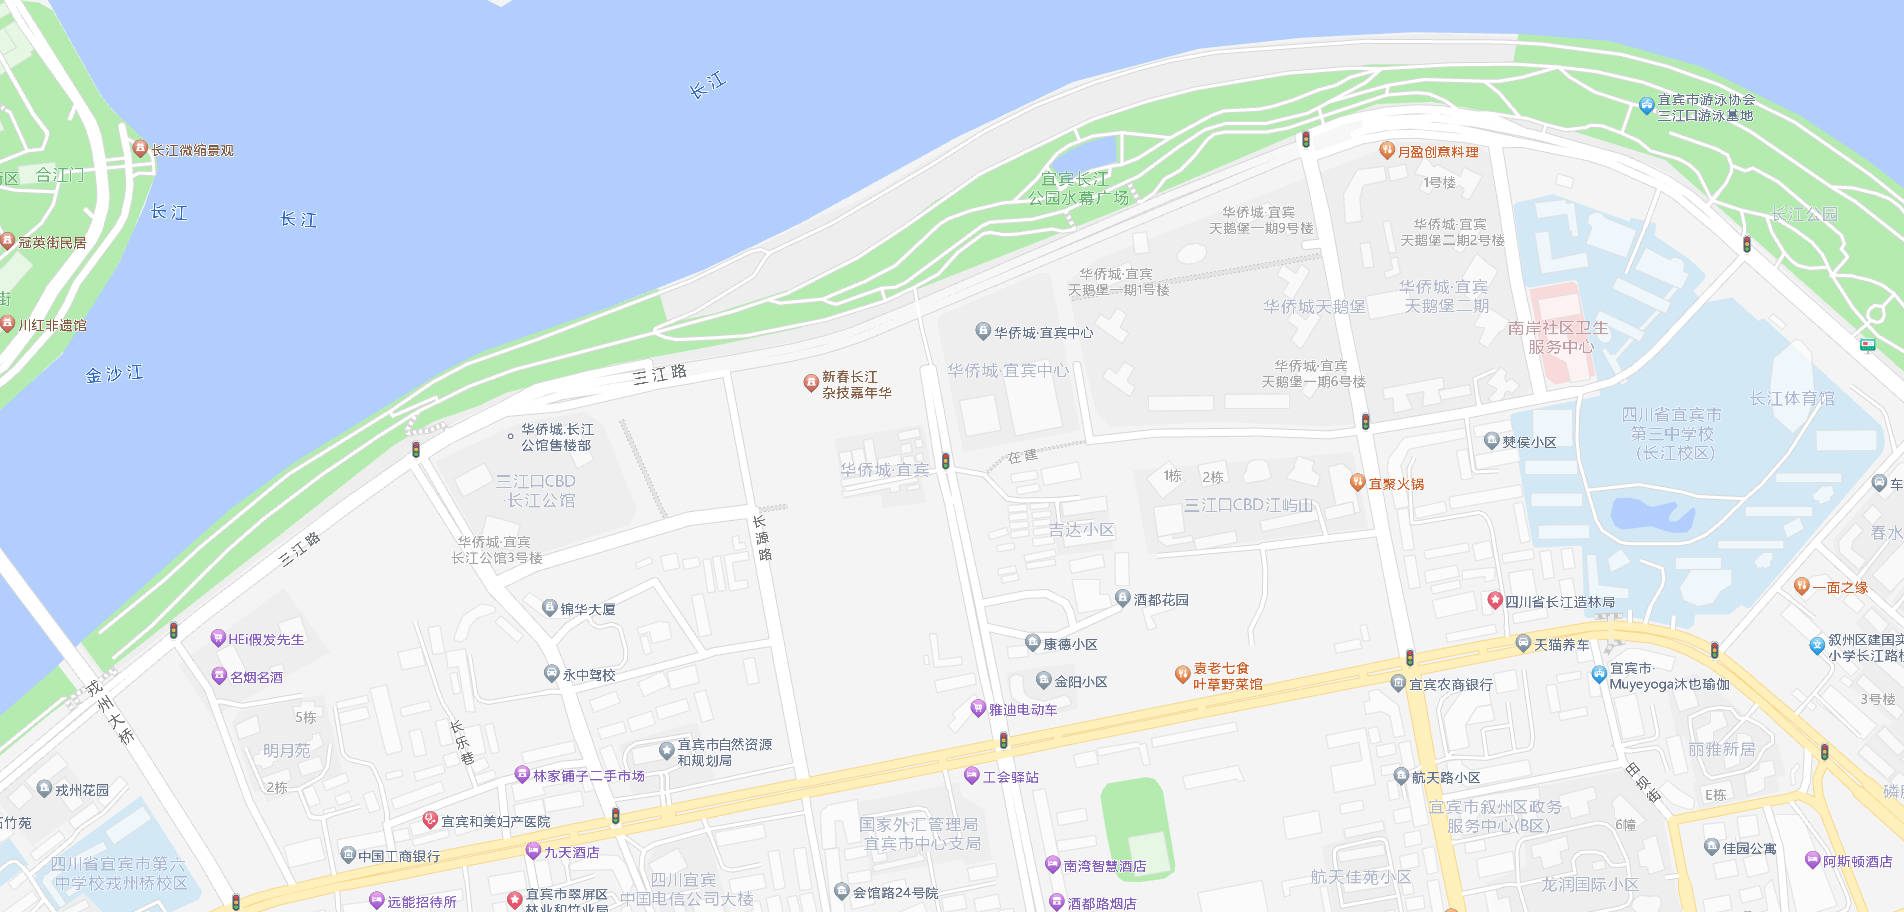 长江
宜宾市游泳协会
三江口游泳基地
长江微缩景观
合江门
月盈创意料理
1号楼
宜宾长江
公园水幕广场
长江
长江
华侨城·宜宾
天鹅堡一期9号楼
华侨城·宜宾
天鹅堡二期2号楼
长江公园
冠英街民居
街
华侨城·宜宾
天鹅堡一期1号楼
华侨城天鹅堡
华侨城·宜宾
天鹅堡二期
川红非遗馆
华侨城·宜宾中心
南岸社区卫生
服务中心
金沙江
三江路
新春长江
杂技嘉年华
华侨城·宜宾中心
华侨城·宜宾
天鹅堡一期6号楼
长江体育馆
四川省宜宾市
第三中学校
(长江校区)
华侨城.长江
公馆售楼部
僰侯小区
在建
华侨城·宜宾
三江口CBD
·长江公馆
1栋
2栋
宜聚火锅
车
三江口CBD江屿山
长源路
吉达小区
春水
三江路
华侨城·宜宾
长江公馆3号楼
一面之缘
酒都花园
四川省长江造林局
锦华大厦
HEi假发先生
康德小区
天猫养车
叙州区建国实
小学长江路校
名烟名酒
永中驾校
袁老七食
叶草野菜馆
金阳小区
宜宾农商银行
宜宾市·
Muyeyoga沐也瑜伽
戎州大桥
5栋
长乐巷
雅迪电动车
3号楼
明月苑
宜宾市自然资源
和规划局
丽雅新居
林家铺子二手市场
工会驿站
航天路小区
田坝街
2栋
戎州花园
E栋
宜宾市叙州区政务
服务中心(B区)
宜宾和美妇产医院
国家外汇管理局
宜宾市中心支局
6幢
竹苑
中国工商银行
九天酒店
佳园公寓
阿斯顿酒店
四川省宜宾市第六
中学校戎州桥校区
南湾智慧酒店
航天佳苑小区
龙润国际小区
四川宜宾
中国电信公司大楼
会馆路24号院
远能招待所
宜宾市翠屏区
林业和竹业局
酒都路烟店